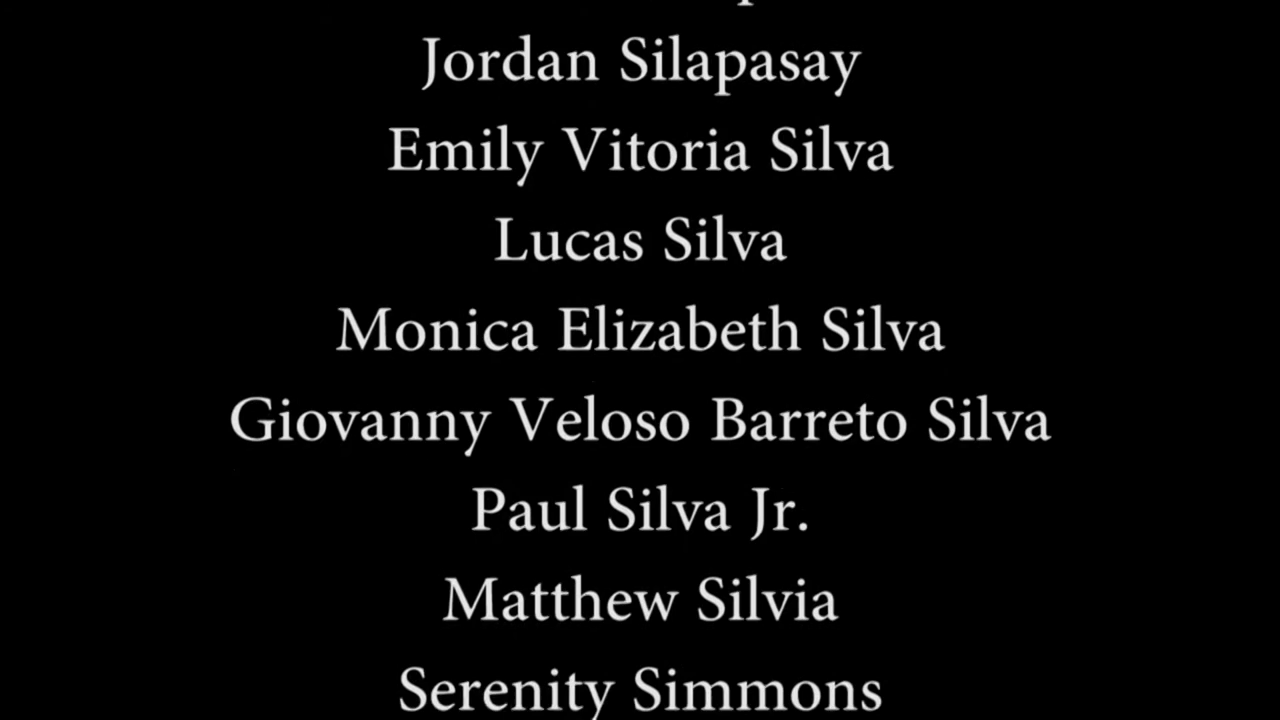 Jordan Silapasay
Emily Vitoria Silva
Lucas Silva
Monica Elizabeth Silva
Giovanny Veloso Barreto Silva
Paul Silva Jr.
Matthew Silvia
Serenity Simmons